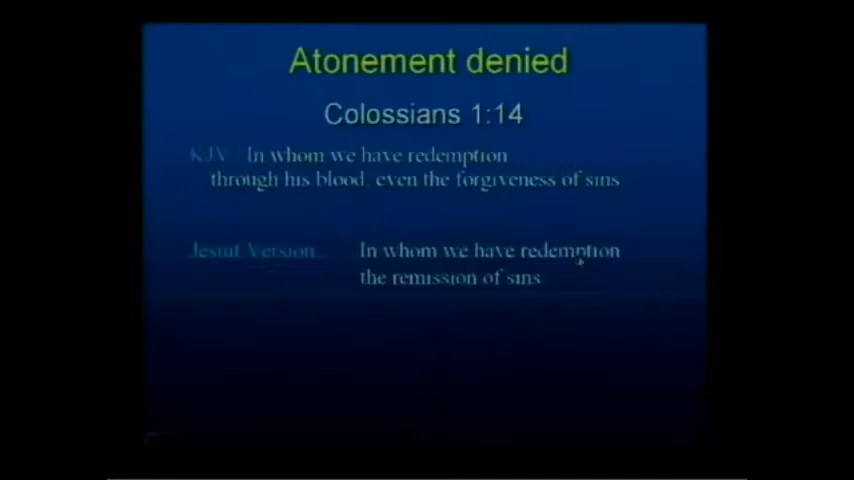 Atonement denied
Colossians 1:14
KJV In whom we have redemption
through his blood, even the forgiveness of sins
Jesuit Version In whom we have redemption
the remission of sins